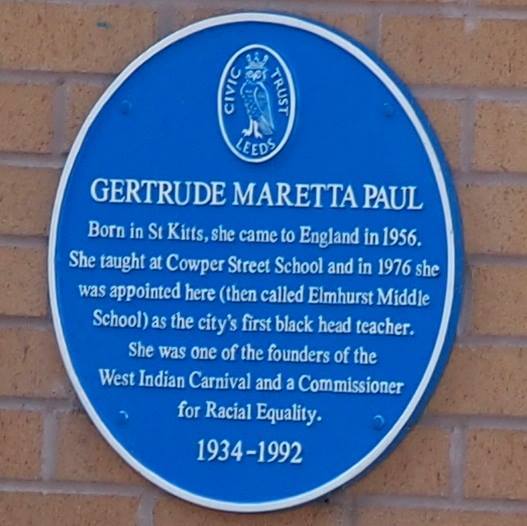 CIVIC TRUST
LEEDS
GERTRUDE MARETTA PAUL
Born in St Kitts, she came to England in 1956.
She taught at Cowper Street School and in 1976 she
was appointed here (then called Elmhurst Middle
School) as the city's first black head teacher.
She was one of the founders of the
West Indian Carnival and a Commissioner
for Racial Equality.
1934-1992